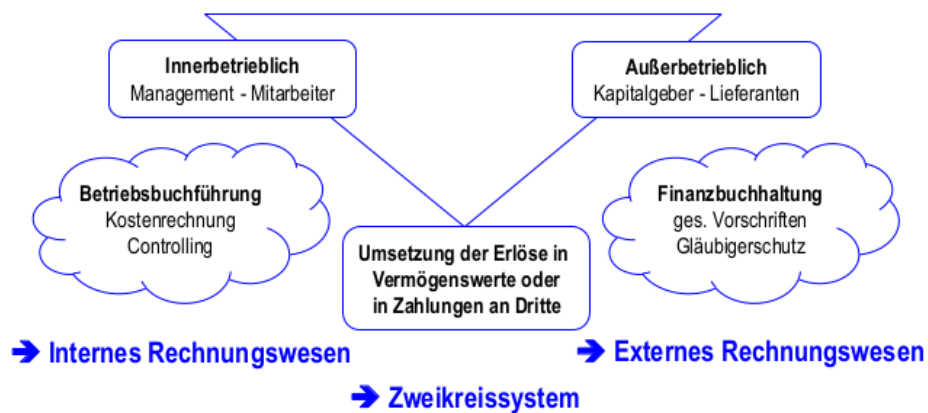 Innerbetrieblich
Management - Mitarbeiter
Außerbetrieblich
Kapitalgeber - Lieferanten
Betriebsbuchführung
Kostenrechnung
Controlling
Finanzbuchhaltung
ges. Vorschriften
Gläubigerschutz
Umsetzung der Erlöse in
Vermögenswerte oder
in Zahlungen an Dritte
➔ Internes Rechnungswesen
➔ Externes Rechnungswesen
➔ Zweikreissystem